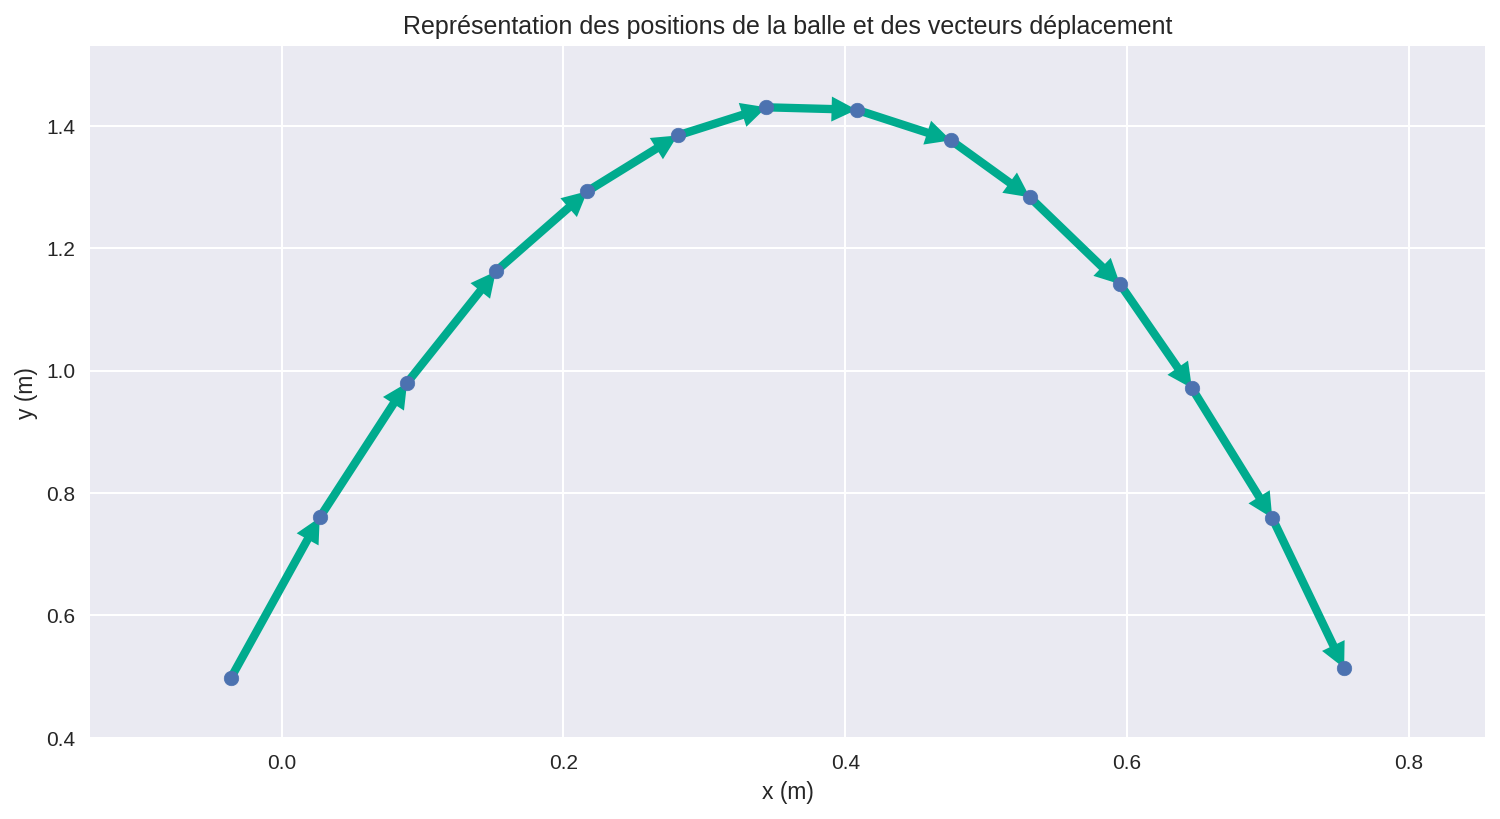 Représentation des positions de la balle et des vecteurs déplacement
1.4
1.2
1.0
0.8
0.6
0.4
y (m)
0.0 0.2 0.4 0.6 0.8
x (m)